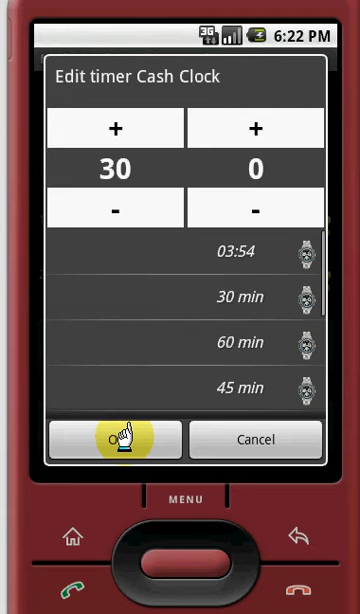 3G 6:22 PM
Edit timer Cash Clock
+ +
30 0
- -
03:54
30 min
60 min
45 min
Cancel
MENU